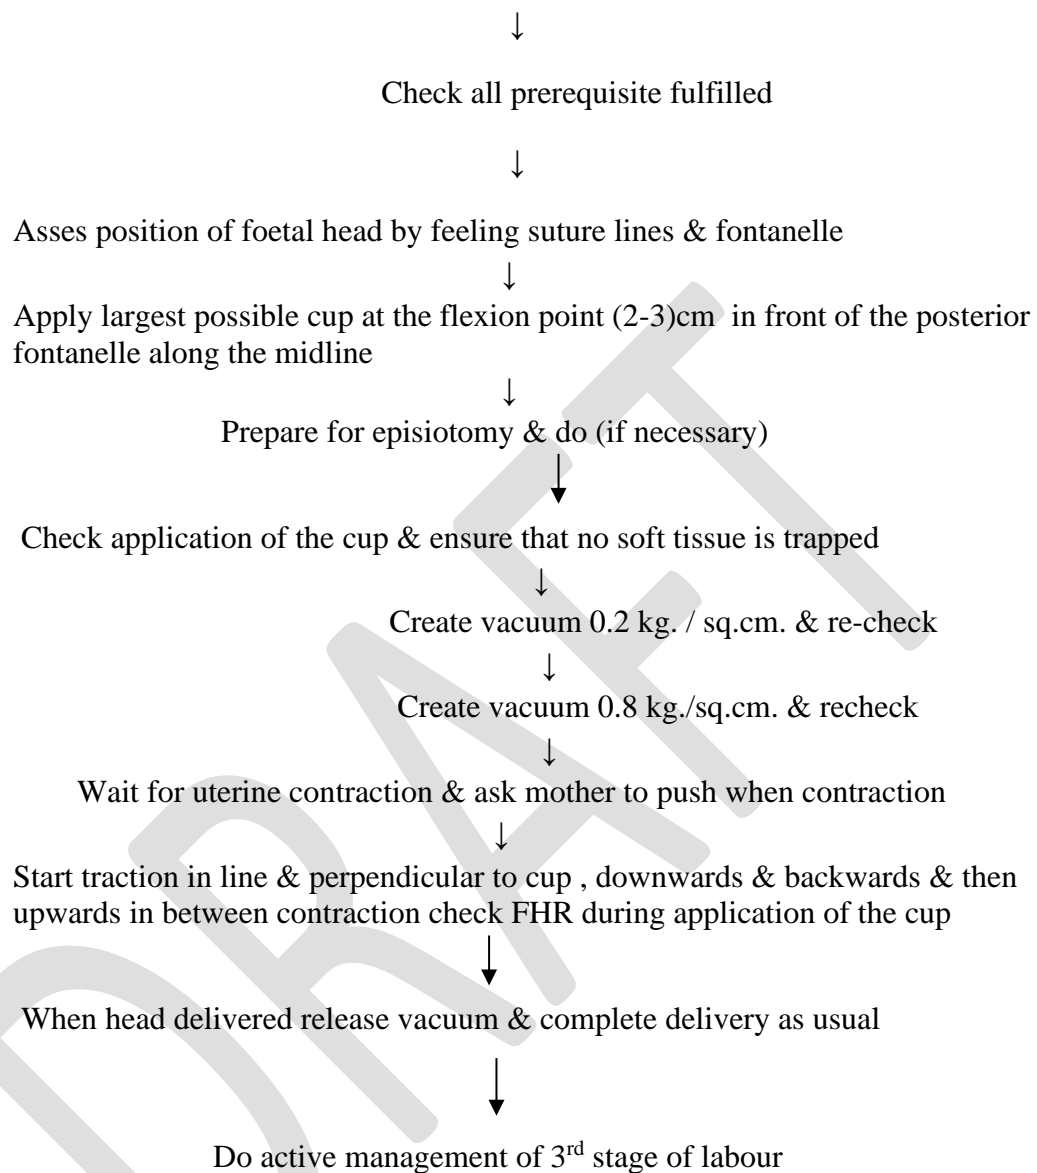 ↓
Check all prerequisite fulfilled
↓
Asses position of foetal head by feeling suture lines & fontanelle
↓
Apply largest possible cup at the flexion point (2-3)cm in front of the posterior
fontanelle along the midline
↓
Prepare for episiotomy & do (if necessary)
↓
Check application of the cup & ensure that no soft tissue is trapped
↓
Create vacuum 0.2 kg. / sq.cm. & re-check
↓
Create vacuum 0.8 kg./sq.cm. & recheck
↓
Wait for uterine contraction & ask mother to push when contraction
↓
Start traction in line & perpendicular to cup , downwards & backwards & then
upwards in between contraction check FHR during application of the cup
↓
When head delivered release vacuum & complete delivery as usual
↓
Do active management of 3rd stage of labour
DRAFT